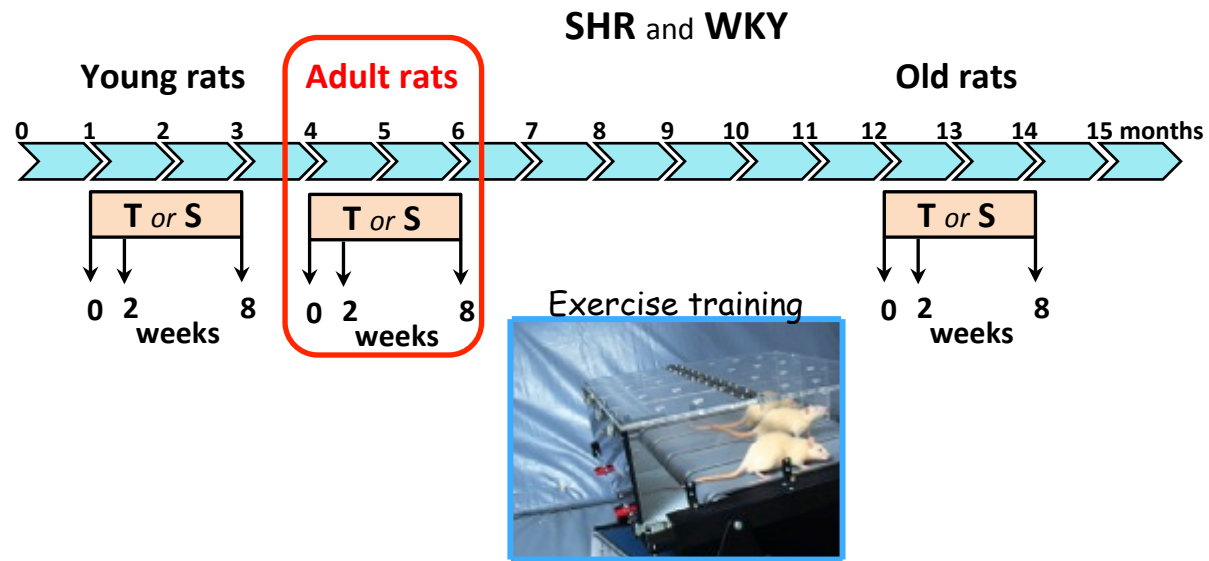 SHR and WKY
Young rats Adult rats Old rats
0 1 2 3 4 5 6 7 8 9 10 11 12 13 14 15 months
T or S T or S T or S
0 2 8 0 2 8 0 2 8
weeks weeks weeks
Exercise training